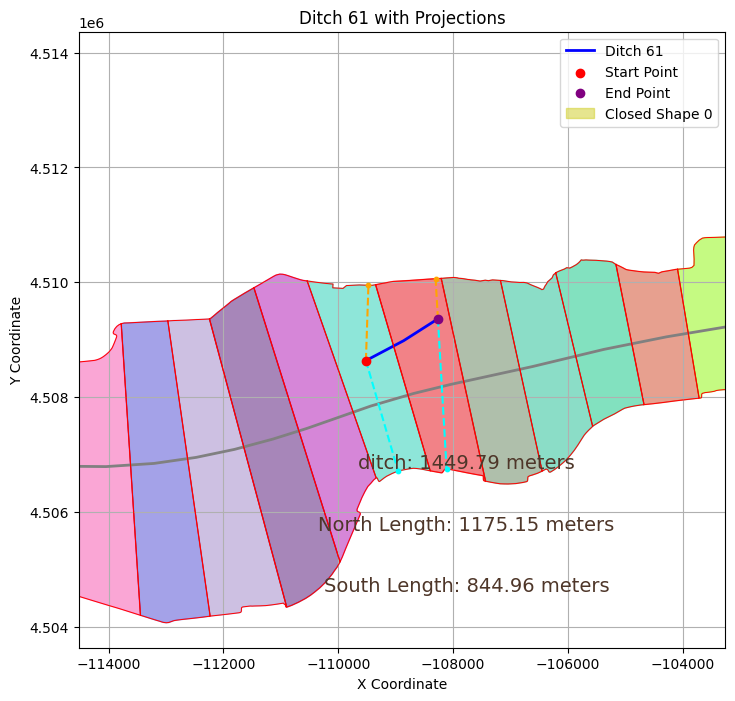 Ditch 61 with Projections
1e6
Ditch 61
Start Point
End Point
Closed Shape 0
4.514
4.512
4.510
4.508
4.506
4.504
Y Coordinate
ditch: 1449.79 meters
North Length: 1175.15 meters
South Length: 844.96 meters
−114000 −112000 −110000 −108000 −106000 −104000
X Coordinate